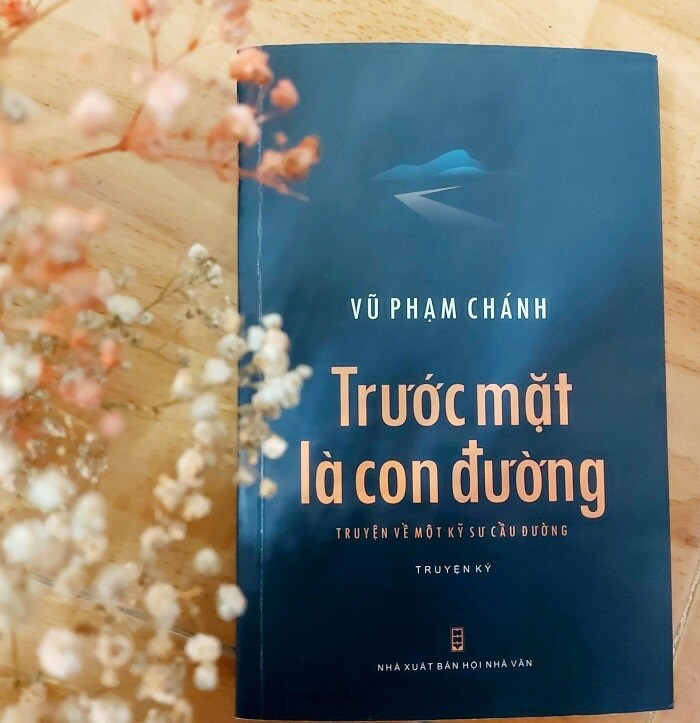 VŨ PHẠM CHÁNH
Trước mặt
là con đường
TRUYỆN VỀ MỘT KỸ SƯ CẦU ĐƯỜNG
TRUYỆN KÝ
NHÀ XUẤT BẢN HỘI NHÀ VĂN